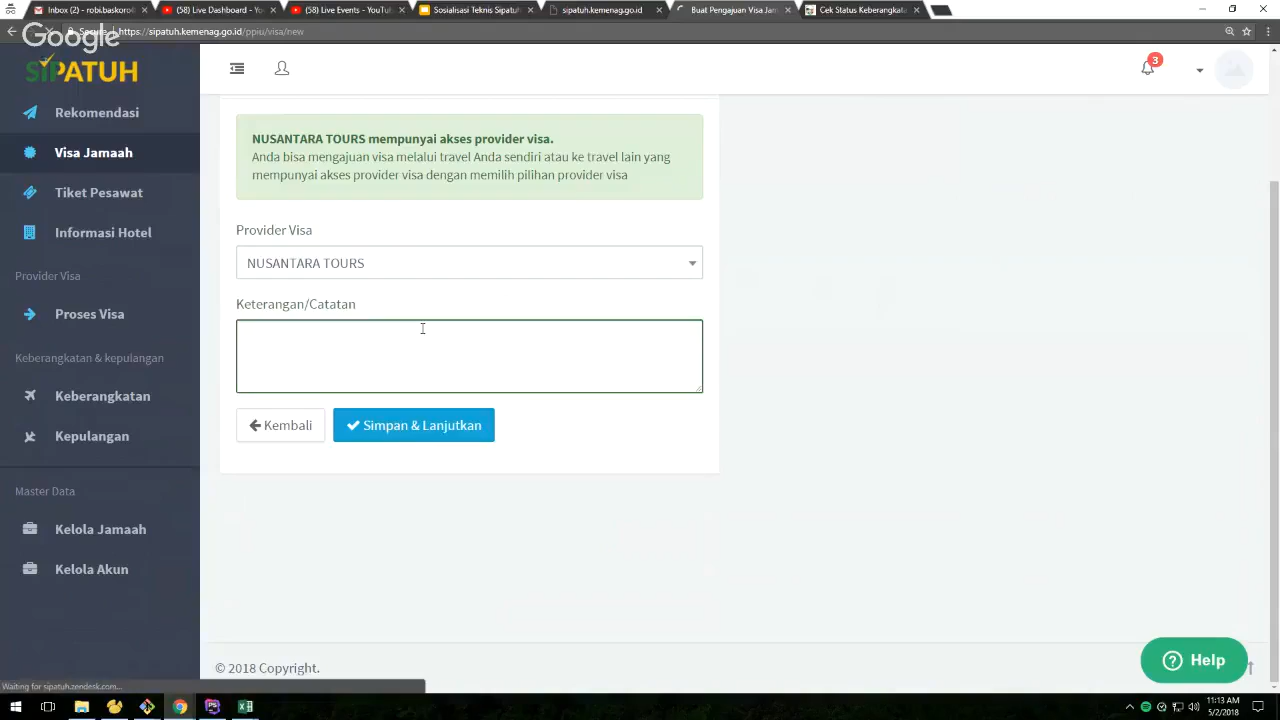 Inbox (2) - robi.baskoro@
(58) Live Dashboard - You
(58) Live Events - YouTu
Sosialisasi Teknis Sipatuh
sipatuh.kemenag.go.id
Buat Pengajuan Visa Jam
Cek Status Keberangkata
Secure
https://sipatuh.kemenag.go.id/ppiu/visa/new
Google
SIPATUH
3
Rekomendasi
Visa Jamaah
Tiket Pesawat
Informasi Hotel
Provider Visa
Proses Visa
Keberangkatan & kepulangan
Keberangkatan
Kepulangan
Master Data
Kelola Jamaah
Kelola Akun
NUSANTARA TOURS mempunyai akses provider visa.
Anda bisa mengajuan visa melalui travel Anda sendiri atau ke travel lain yang
mempunyai akses provider visa dengan memilih pilihan provider visa
Provider Visa
NUSANTARA TOURS
Keterangan/Catatan
Kembali
Simpan & Lanjutkan
© 2018 Copyright.
Help
Waiting for sipatuh.zendesk.com...
11:13 AM
5/2/2018